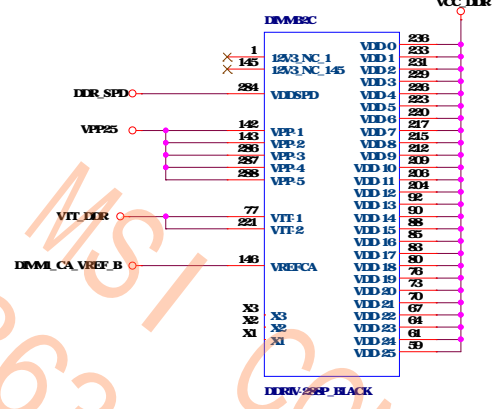 VCC_DDR
DIMMB2C
1 12V3_NC_1 VDD-0 236
145 12V3_NC_145 VDD-1 233
VDD-2 231
DDR_SPD 284 VDDSPD VDD-3 229
VDD-4 226
VDD-5 223
VDD-6 220
VPP25 142 VPP-1 VDD-7 217
143 VPP-2 VDD-8 215
286 VPP-3 VDD-9 212
287 VPP-4 VDD-10 209
288 VPP-5 VDD-11 206
VDD-12 204
VDD-13 92
VTT_DDR 77 VTT-1 VDD-14 90
221 VTT-2 VDD-15 88
VDD-16 85
VDD-17 83
DIMM1_CA_VREF_B 146 VREFCA VDD-18 80
VDD-19 76
VDD-20 73
VDD-21 70
X3 X3 VDD-22 67
X2 X2 VDD-23 64
X1 X1 VDD-24 61
VDD-25 59
DDRIV-288P_BLACK
MSI